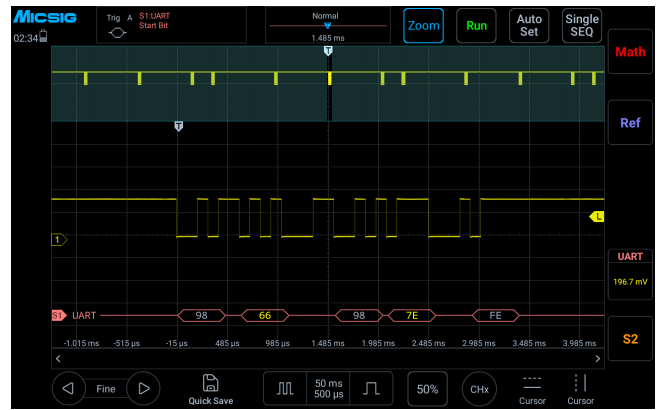 Micsig
Trig A S1:UART
Start Bit
02:34
Normal
1.485 ms
T
Zoom
Run
Auto
Set
Single
SEQ
Math
T
Ref
L
1
UART
196.7 mV
S1 UART
98 66 98 7E FE
-1.015 ms -515 µs -15 µs 485 µs 985 µs 1.485 ms 1.985 ms 2.485 ms 2.985 ms 3.485 ms 3.985 ms
S2
< >
Fine
Quick Save
50 ms
500 µs
50%
CHx
Cursor
Cursor